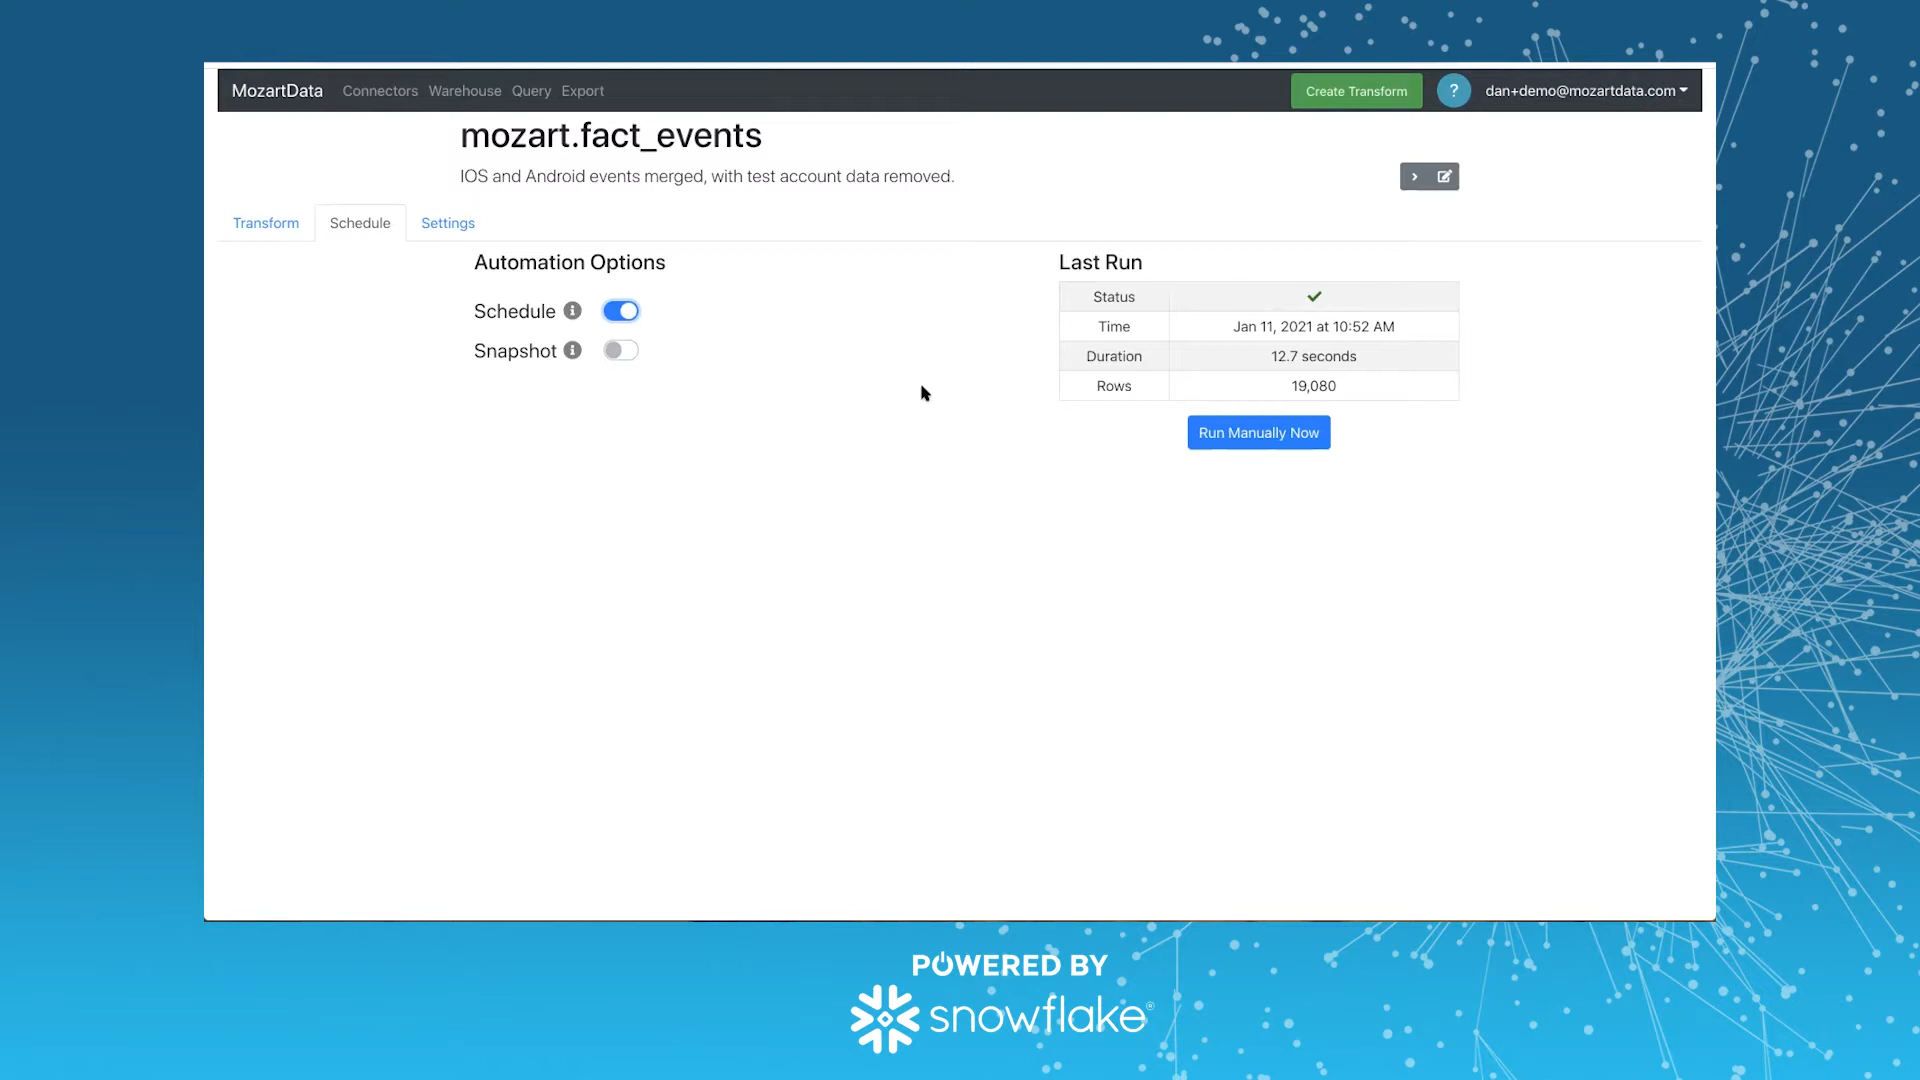 MozartData Connectors Warehouse Query Export Create Transform ? dan+demo@mozartdata.com
mozart.fact_events
IOS and Android events merged, with test account data removed.
Transform Schedule Settings
Automation Options
Schedule
Snapshot
Last Run
Status
Time Jan 11, 2021 at 10:52 AM
Duration 12.7 seconds
Rows 19,080
Run Manually Now
POWERED BY
snowflake®